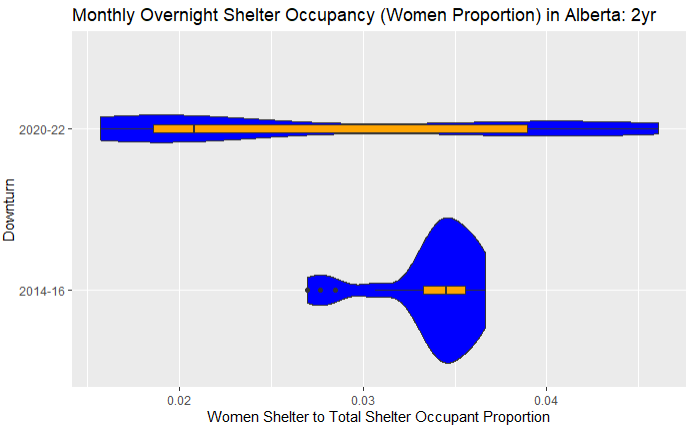 Monthly Overnight Shelter Occupancy (Women Proportion) in Alberta: 2yr
Downturn
2020-22
2014-16
0.02 0.03 0.04
Women Shelter to Total Shelter Occupant Proportion